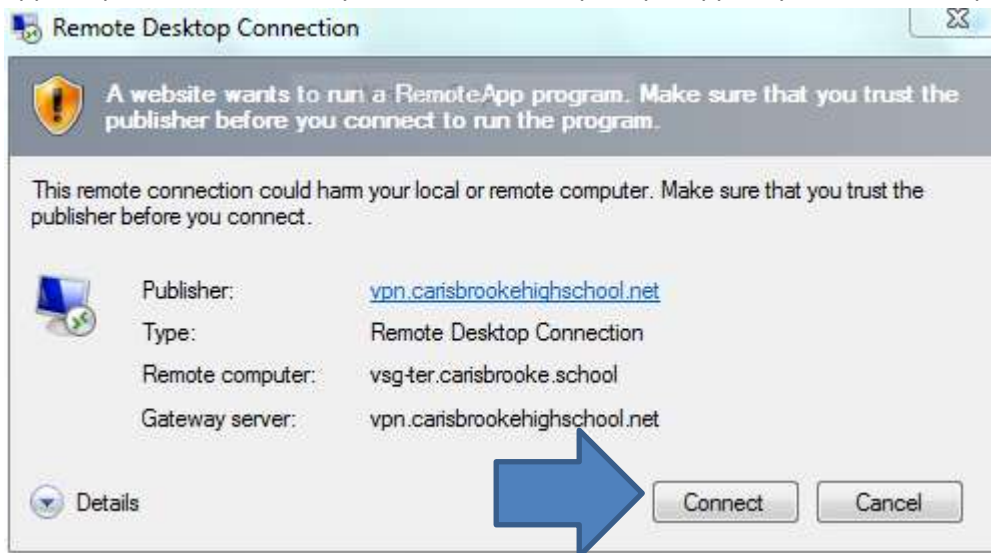 Remote Desktop Connection
A website wants to run a RemoteApp program. Make sure that you trust the
publisher before you connect to run the program.
This remote connection could harm your local or remote computer. Make sure that you trust the
publisher before you connect.
Publisher: vpn.carisbrookehighschool.net
Type: Remote Desktop Connection
Remote computer: vsg-ter.carisbrooke.school
Gateway server: vpn.carisbrookehighschool.net
Details Connect Cancel